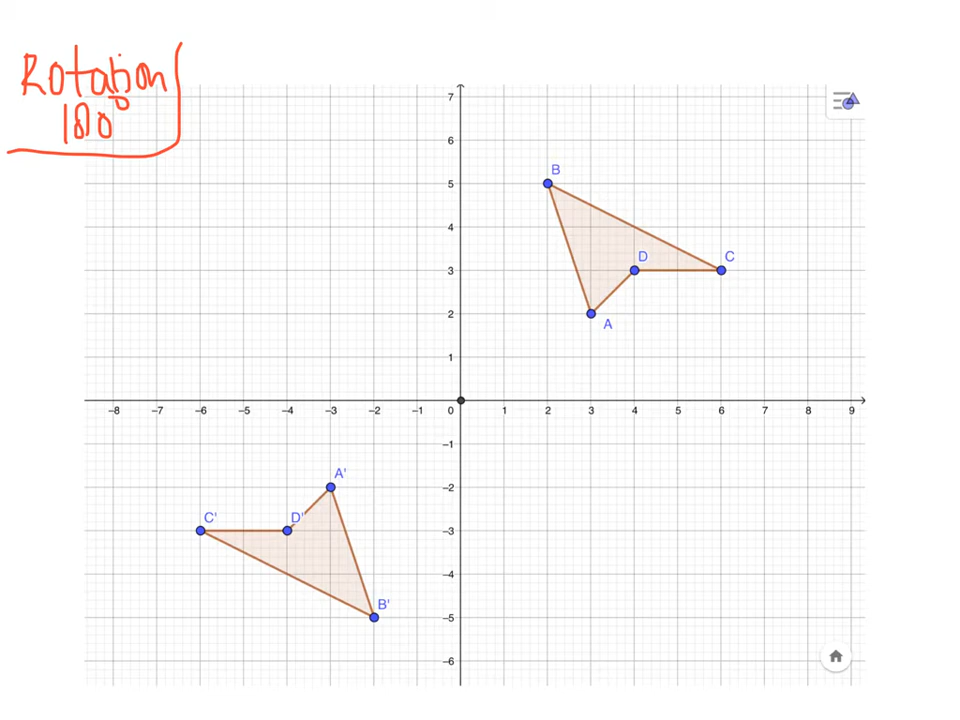 Rotation
180
7
6
B
5
4
D
C
3
2
A
1
–8 –7 –6 –5 –4 –3 –2 –1 0 1 2 3 4 5 6 7 8 9
–1
A'
–2
C'
D'
–3
–4
B'
–5
–6